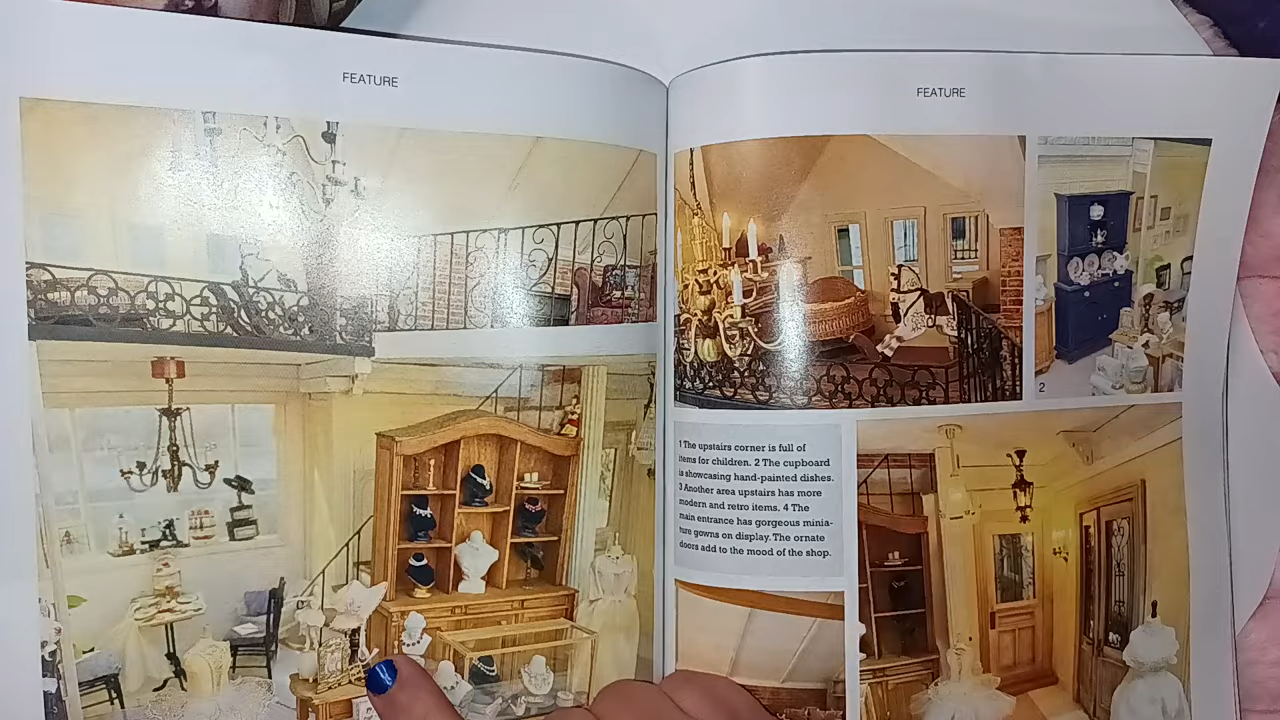 FEATURE
FEATURE
2
1 The upstairs corner is full of
items for children. 2 The cupboard
is showcasing hand-painted dishes.
3 Another area upstairs has more
modern and retro items. 4 The
main entrance has gorgeous minia-
ture gowns on display. The ornate
doors add to the mood of the shop.